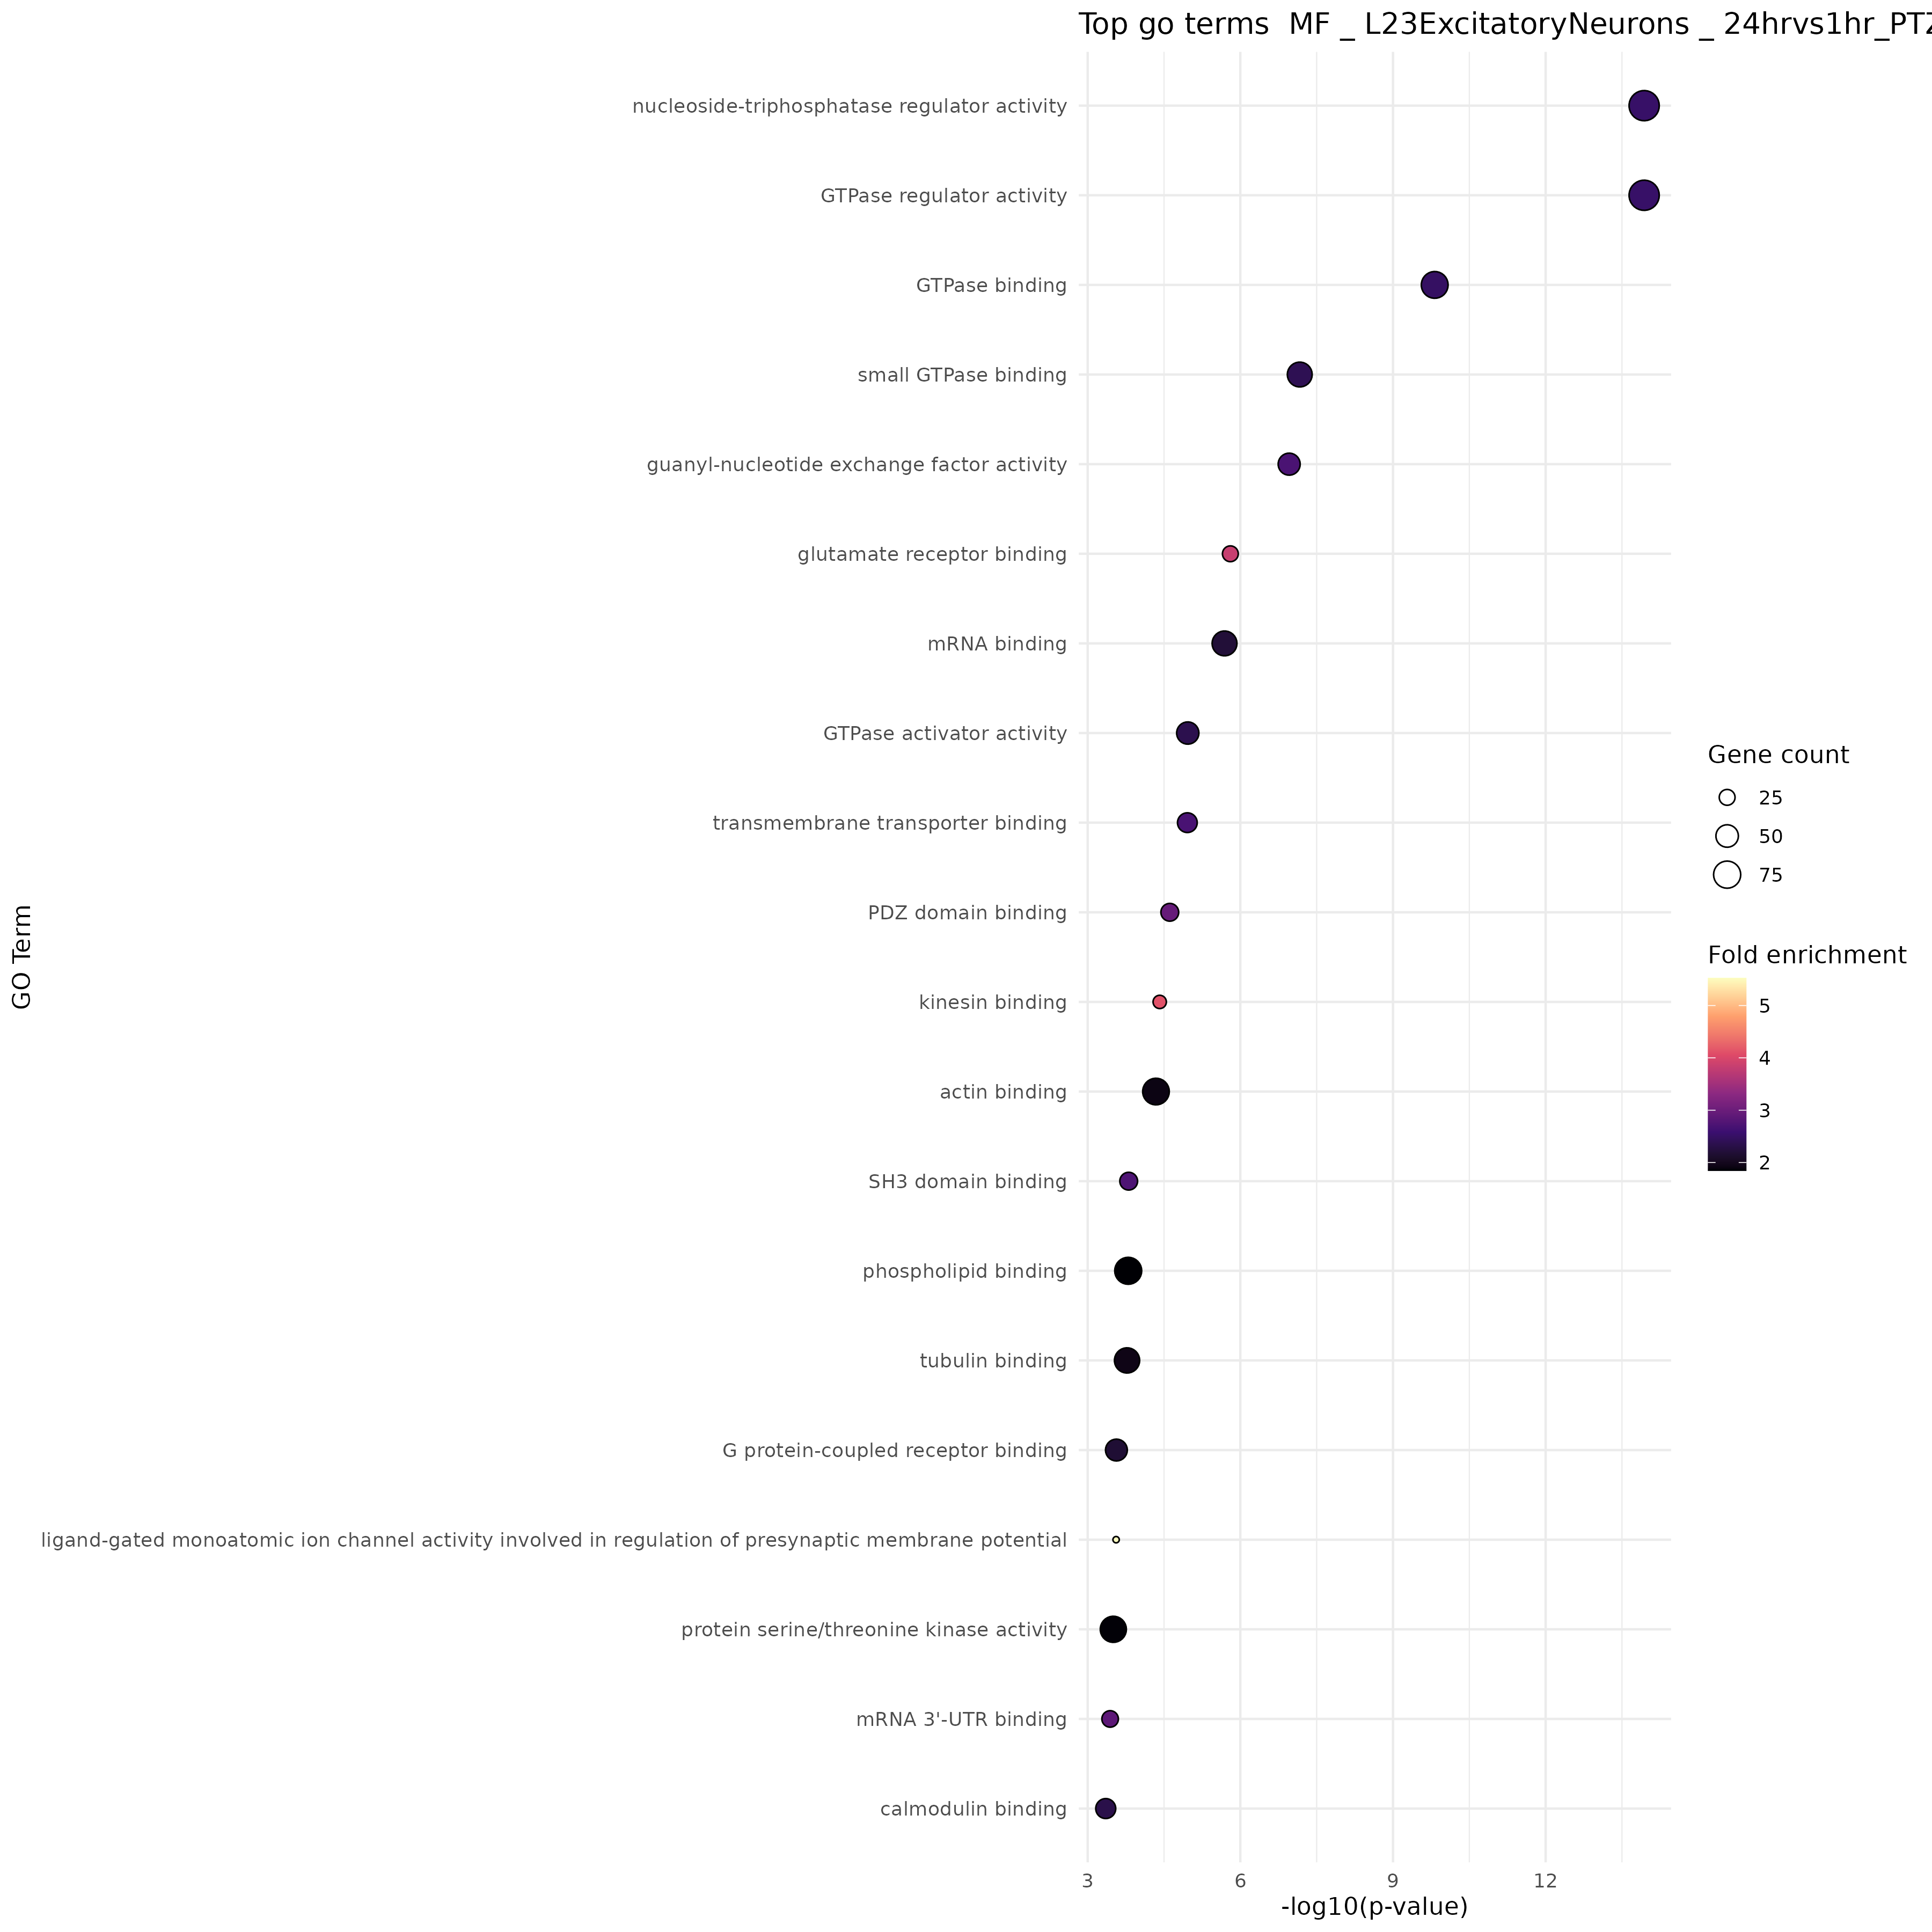 Top go terms  MF _ L23ExcitatoryNeurons _ 24hrvs1hr_PTZ
nucleoside-triphosphatase regulator activity
GTPase regulator activity
GTPase binding
small GTPase binding
guanyl-nucleotide exchange factor activity
glutamate receptor binding
mRNA binding
GTPase activator activity
transmembrane transporter binding
PDZ domain binding
kinesin binding
actin binding
SH3 domain binding
phospholipid binding
tubulin binding
G protein-coupled receptor binding
ligand-gated monoatomic ion channel activity involved in regulation of presynaptic membrane potential
protein serine/threonine kinase activity
mRNA 3'-UTR binding
calmodulin binding
GO Term
3 6 9 12
-log10(p-value)
Gene count
25
50
75
Fold enrichment
5
4
3
2